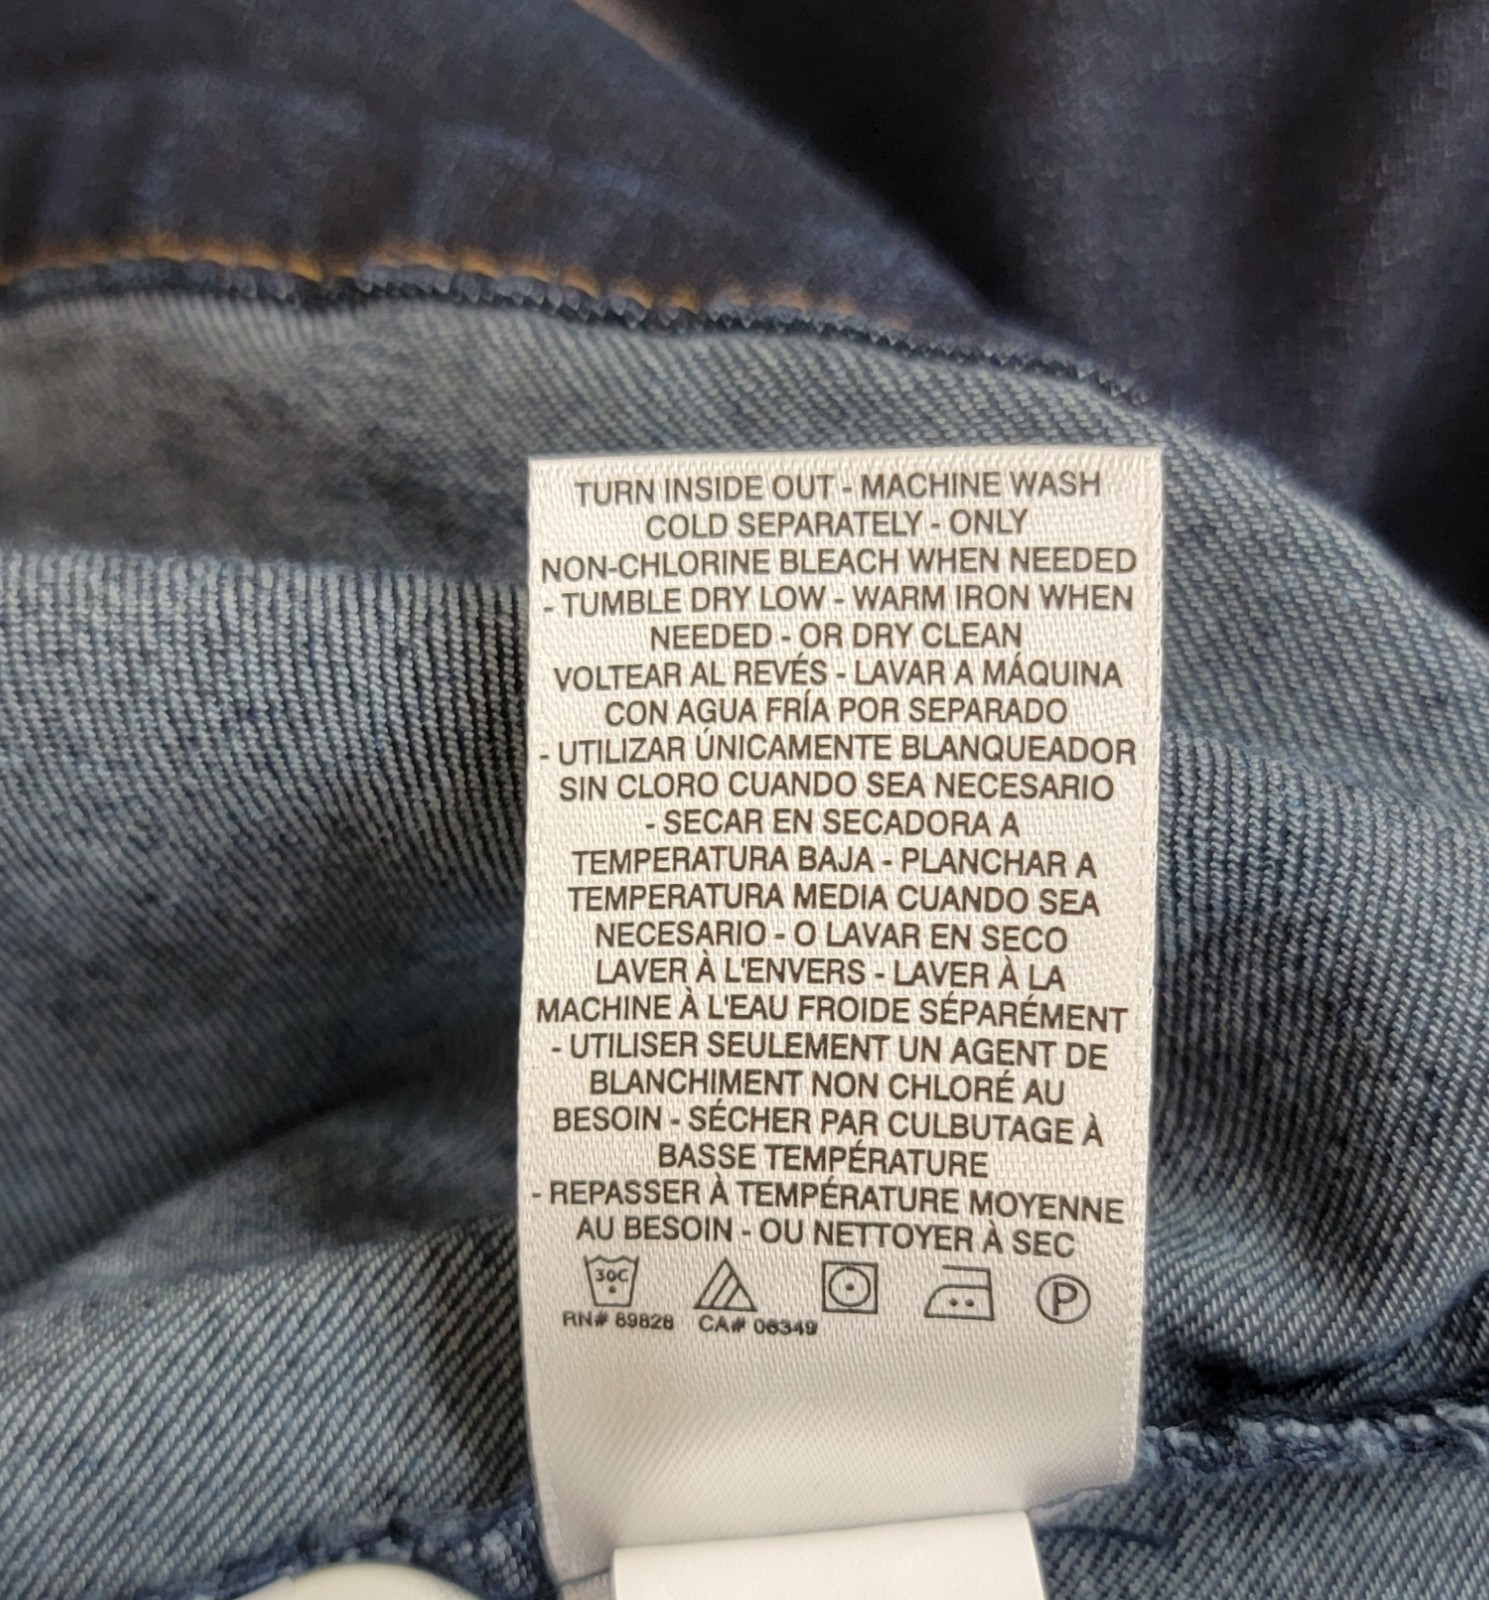 TURN INSIDE OUT - MACHINE WASH
COLD SEPARATELY - ONLY
NON-CHLORINE BLEACH WHEN NEEDED
- TUMBLE DRY LOW - WARM IRON WHEN
NEEDED - OR DRY CLEAN
VOLTEAR AL REVÉS - LAVAR A MÁQUINA
CON AGUA FRÍA POR SEPARADO
- UTILIZAR ÚNICAMENTE BLANQUEADOR
SIN CLORO CUANDO SEA NECESARIO
- SECAR EN SECADORA A
TEMPERATURA BAJA - PLANCHAR A
TEMPERATURA MEDIA CUANDO SEA
NECESARIO - O LAVAR EN SECO
LAVER À L'ENVERS - LAVER À LA
MACHINE À L'EAU FROIDE SÉPARÉMENT
- UTILISER SEULEMENT UN AGENT DE
BLANCHIMENT NON CHLORÉ AU
BESOIN - SÉCHER PAR CULBUTAGE À
BASSE TEMPÉRATURE
- REPASSER À TEMPÉRATURE MOYENNE
AU BESOIN - OU NETTOYER À SEC
30C P
RN# 89828 CA# 06349